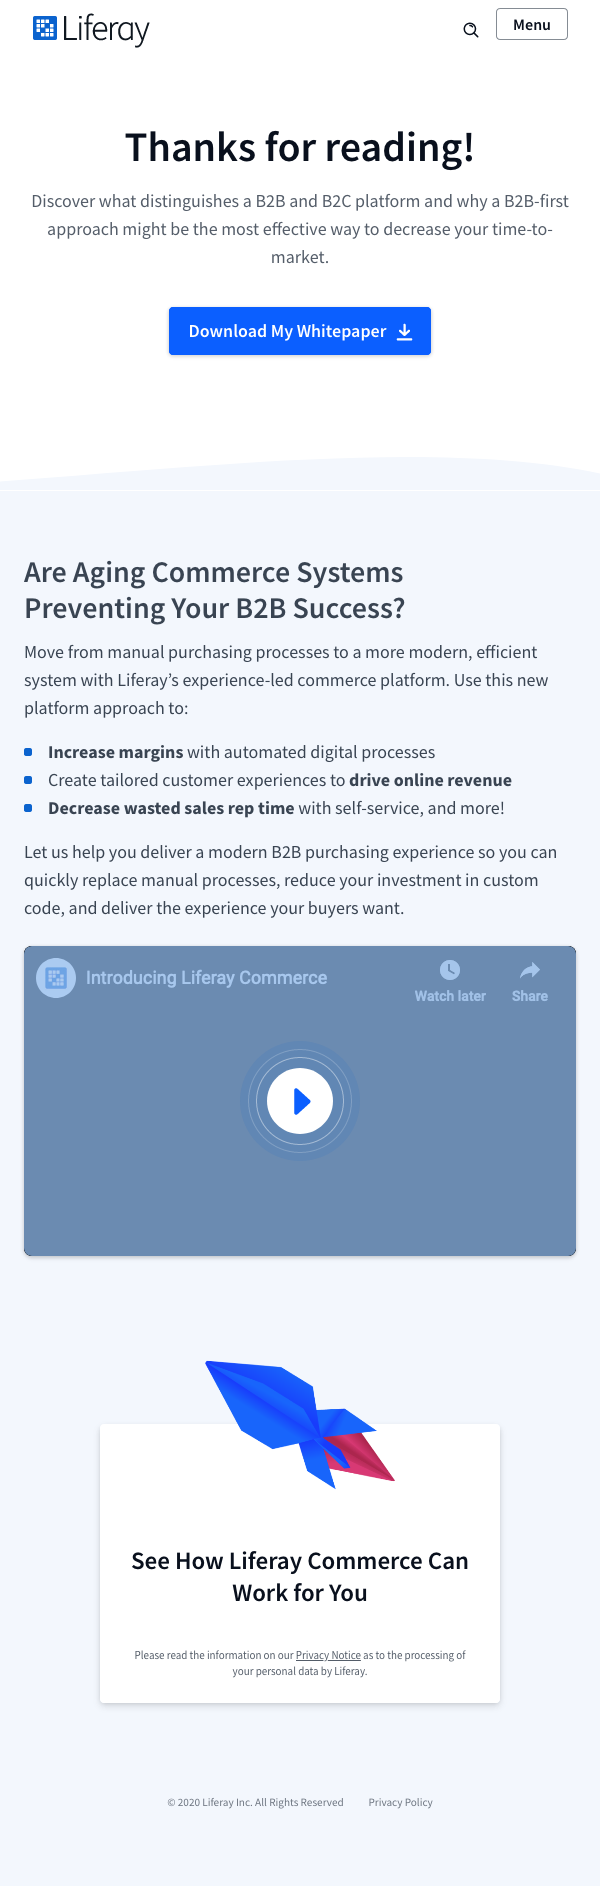 Liferay
Menu
Thanks for reading!
Discover what distinguishes a B2B and B2C platform and why a B2B-first
approach might be the most effective way to decrease your time-to-
market.
Download My Whitepaper
Are Aging Commerce Systems
Preventing Your B2B Success?
Move from manual purchasing processes to a more modern, efficient
system with Liferay’s experience-led commerce platform. Use this new
platform approach to:
Increase margins with automated digital processes
Create tailored customer experiences to drive online revenue
Decrease wasted sales rep time with self-service, and more!
Let us help you deliver a modern B2B purchasing experience so you can
quickly replace manual processes, reduce your investment in custom
code, and deliver the experience your buyers want.
Introducing Liferay Commerce
Watch later
Share
See How Liferay Commerce Can
Work for You
Please read the information on our Privacy Notice as to the processing of
your personal data by Liferay.
© 2020 Liferay Inc. All Rights Reserved Privacy Policy